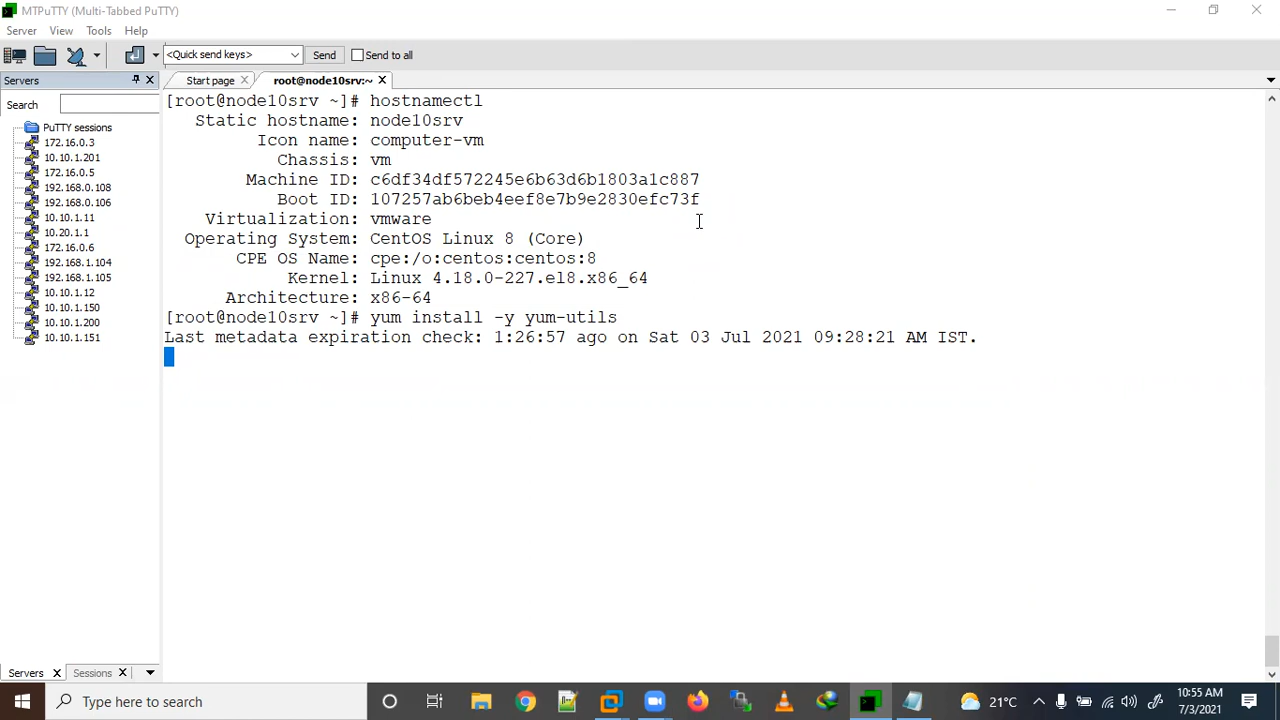 MTPuTTY (Multi-Tabbed PuTTY)
Server View Tools Help
<Quick send keys> Send Send to all
Servers
Start page root@node10srv:~
Search
PuTTY sessions
172.16.0.3
10.10.1.201
172.16.0.5
192.168.0.108
192.168.0.106
10.10.1.11
10.20.1.1
172.16.0.6
192.168.1.104
192.168.1.105
10.10.1.12
10.10.1.150
10.10.1.200
10.10.1.151
[root@node10srv ~]# hostnamectl
Static hostname: node10srv
Icon name: computer-vm
Chassis: vm
Machine ID: c6df34df572245e6b63d6b1803a1c887
Boot ID: 107257ab6beb4eef8e7b9e2830efc73f
Virtualization: vmware
Operating System: CentOS Linux 8 (Core)
CPE OS Name: cpe:/o:centos:centos:8
Kernel: Linux 4.18.0-227.el8.x86_64
Architecture: x86-64
[root@node10srv ~]# yum install -y yum-utils
Last metadata expiration check: 1:26:57 ago on Sat 03 Jul 2021 09:28:21 AM IST.
Servers Sessions
Type here to search
21°C
10:55 AM
7/3/2021